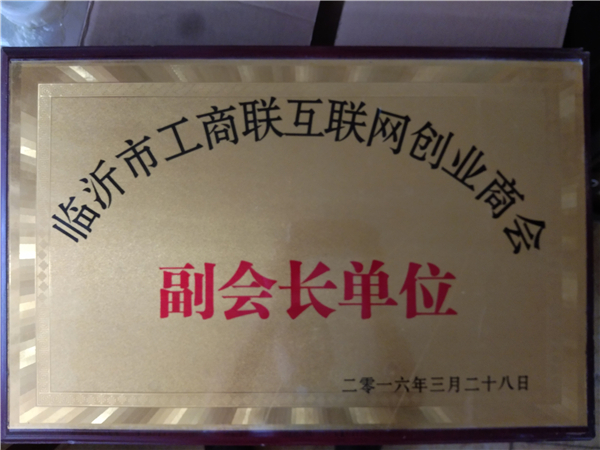 临沂市工商联互联网创业商会
副会长单位
二零一六年三月二十八日